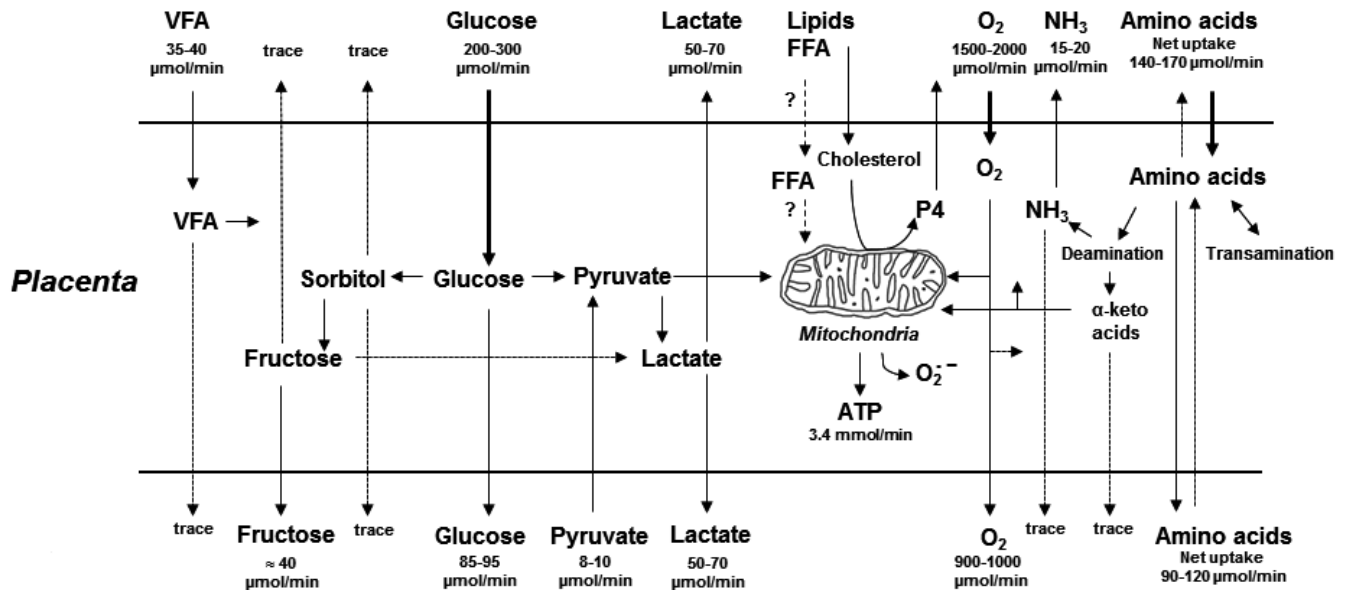 VFA
35-40
µmol/min
trace
trace
Glucose
200-300
µmol/min
Lactate
50-70
µmol/min
Lipids
FFA
O2
1500-2000
µmol/min
NH3
15-20
µmol/min
Amino acids
Net uptake
140-170 µmol/min
?
Cholesterol
O2
FFA
Amino acids
?
P4
NH3
VFA
Deamination
Transamination
Placenta
Sorbitol
Glucose
Pyruvate
α-keto
acids
Mitochondria
Fructose
Lactate
O2·−
ATP
3.4 mmol/min
trace
Fructose
≈ 40
µmol/min
trace
Glucose
85-95
µmol/min
Pyruvate
8-10
µmol/min
Lactate
50-70
µmol/min
O2
900-1000
µmol/min
trace
trace
Amino acids
Net uptake
90-120 µmol/min